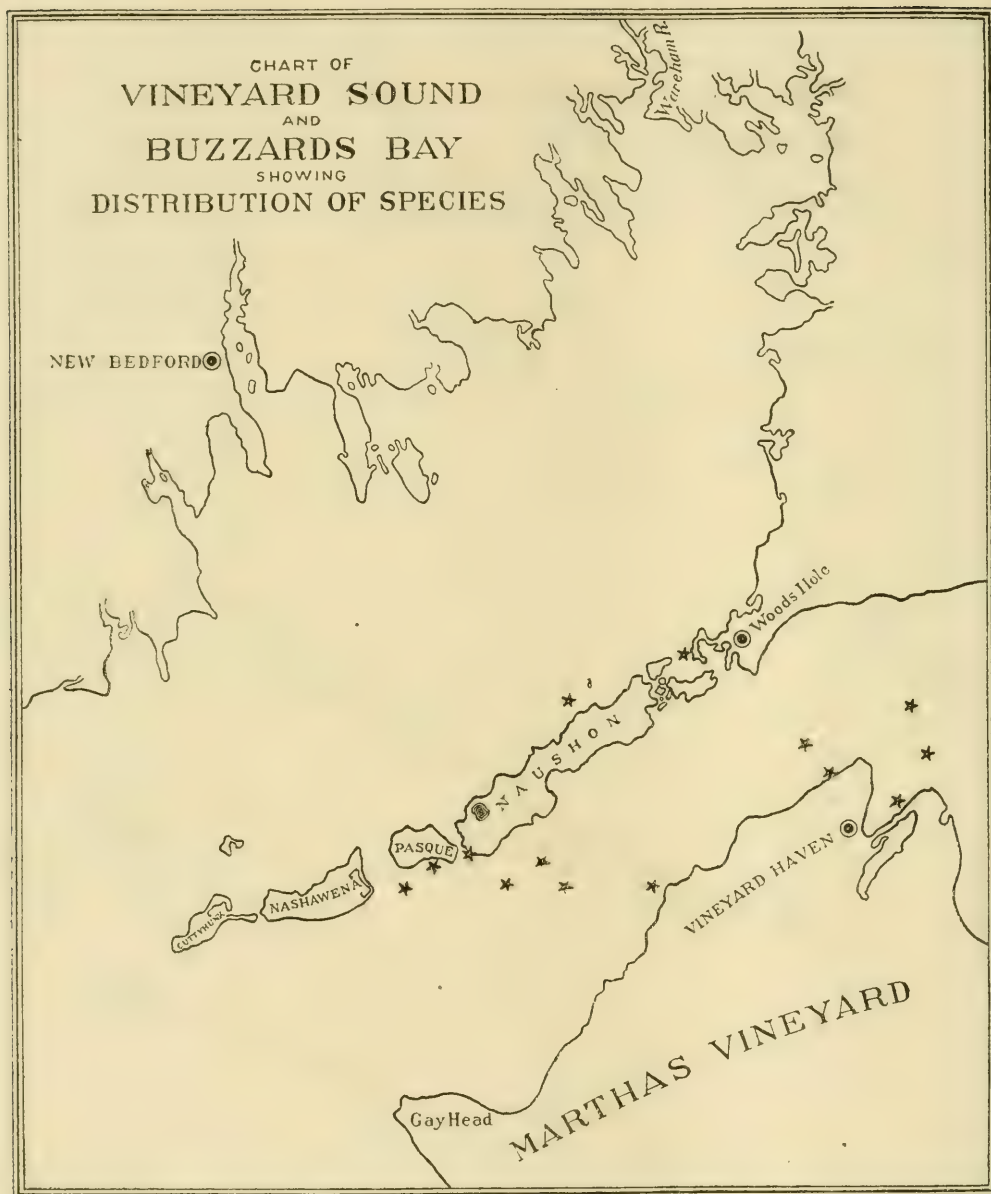 CHART OF
VINEYARD SOUND
AND
BUZZARDS BAY
SHOWING
DISTRIBUTION OF SPECIES
Wareham R.
NEW BEDFORD
Woods Hole
NAUSHON
PASQUE
NASHAWENA
CUTTYHUNK
VINEYARD HAVEN
MARTHAS VINEYARD
Gay Head